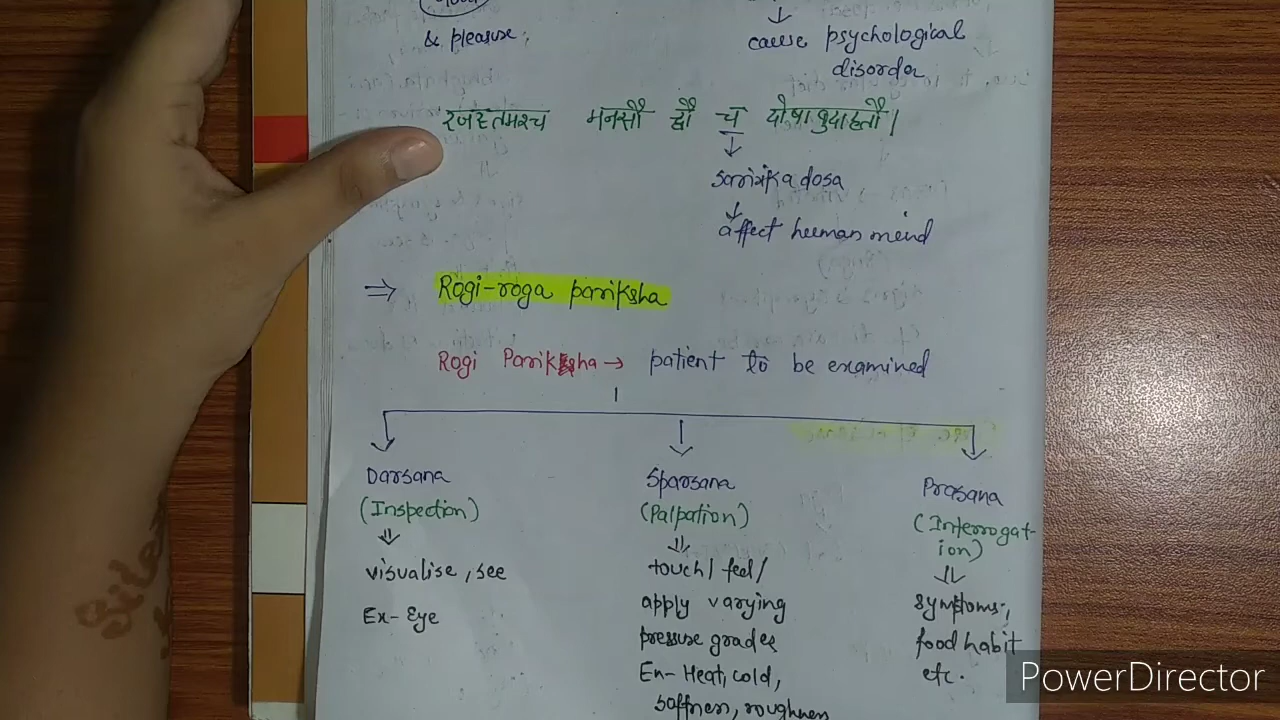 & pleasure,
↓
cause psychological
disorder
रजस्तमश्च मनसौ द्वौ च दोषावुदाहृतौ।
↓
saririka dosa
↓
affect human mind
⇒ Rogi-roga pariksha
Rogi Pariksha → patient to be examined
Darsana
(Inspection)
⇓
visualise, see
Ex- Eye
Sparsana
(Palpation)
⇓
touch/ feel/
apply varying
pressure grades
Ex- Heat, cold,
softness, roughness
Prasana
(Interrogat-
ion)
⇓
symptoms,
food habit
etc.
PowerDirector